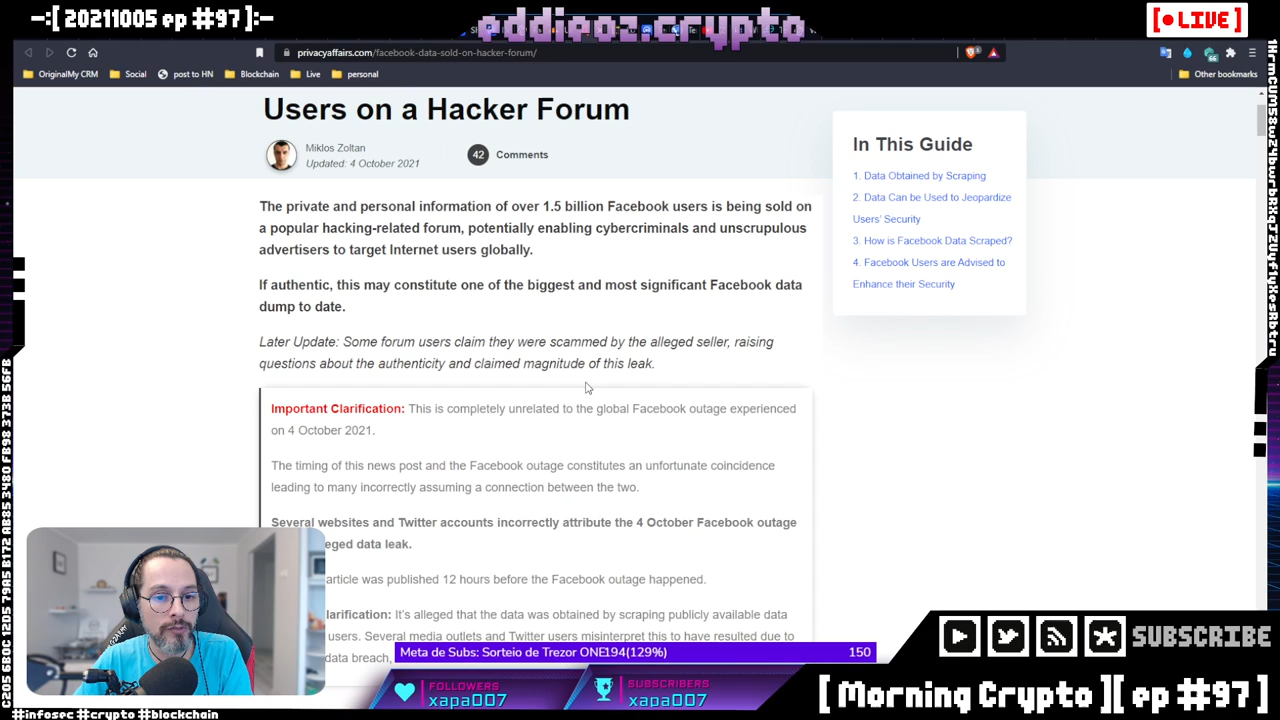 -:[ 20211005 ep #97 ]:-
eddieoz.crypto
[● LIVE]
privacyaffairs.com/facebook-data-sold-on-hacker-forum/
OriginalMy CRM
Social
post to HN
Blockchain
Live
personal
66
Other bookmarks
Users on a Hacker Forum
Miklos Zoltan
Updated: 4 October 2021
42 Comments
The private and personal information of over 1.5 billion Facebook users is being sold on
a popular hacking-related forum, potentially enabling cybercriminals and unscrupulous
advertisers to target Internet users globally.
If authentic, this may constitute one of the biggest and most significant Facebook data
dump to date.
Later Update: Some forum users claim they were scammed by the alleged seller, raising
questions about the authenticity and claimed magnitude of this leak.
Important Clarification: This is completely unrelated to the global Facebook outage experienced
on 4 October 2021.
The timing of this news post and the Facebook outage constitutes an unfortunate coincidence
leading to many incorrectly assuming a connection between the two.
Several websites and Twitter accounts incorrectly attribute the 4 October Facebook outage
eged data leak.
article was published 12 hours before the Facebook outage happened.
larification: It's alleged that the data was obtained by scraping publicly available data
users. Several media outlets and Twitter users misinterpret this to have resulted due to
data breach,
In This Guide
1. Data Obtained by Scraping
2. Data Can be Used to Jeopardize
Users' Security
3. How is Facebook Data Scraped?
4. Facebook Users are Advised to
Enhance their Security
Meta de Subs: Sorteio de Trezor ONE194(129%) 150
FOLLOWERS
xapa007
SUBSCRIBERS
xapa007
SUBSCRIBE
[ Morning Crypto ][ ep #97 ]
#infosec #crypto #blockchain